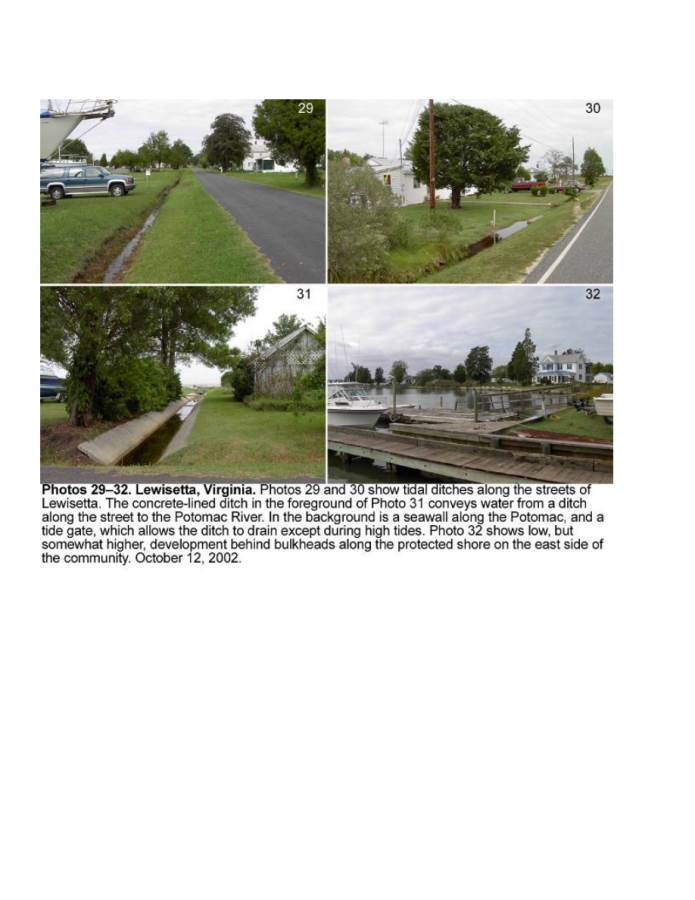 29
30
31
32
Photos 29–32. Lewisetta, Virginia. Photos 29 and 30 show tidal ditches along the streets of
Lewisetta. The concrete-lined ditch in the foreground of Photo 31 conveys water from a ditch
along the street to the Potomac River. In the background is a seawall along the Potomac, and a
tide gate, which allows the ditch to drain except during high tides. Photo 32 shows low, but
somewhat higher, development behind bulkheads along the protected shore on the east side of
the community. October 12, 2002.